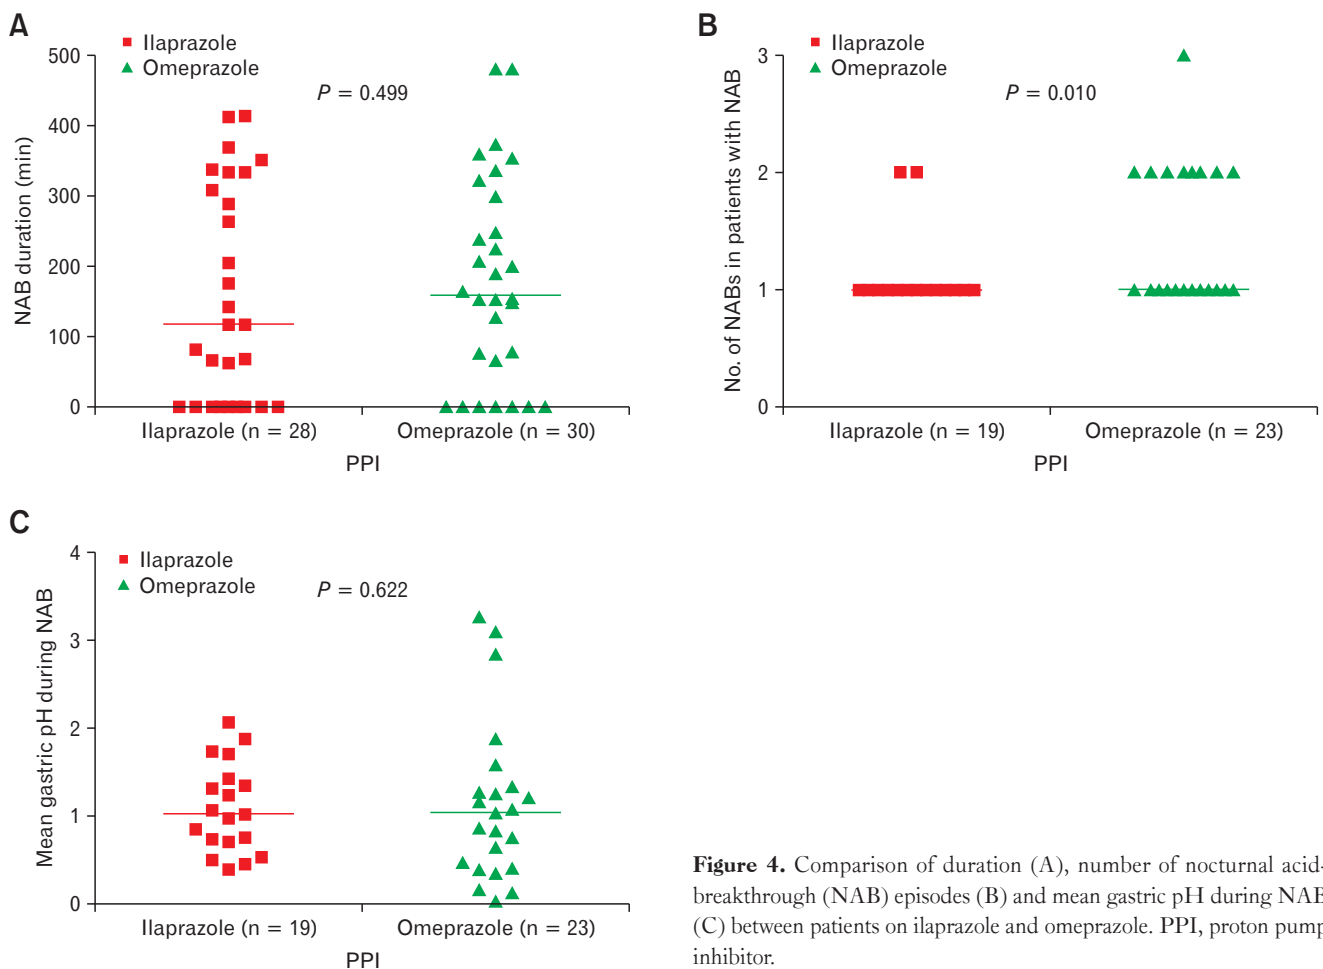 A
Ilaprazole
Omeprazole
P = 0.499
NAB duration (min)
500
400
300
200
100
0
Ilaprazole (n = 28)
Omeprazole (n = 30)
PPI
B
Ilaprazole
Omeprazole
P = 0.010
No. of NABs in patients with NAB
3
2
1
0
Ilaprazole (n = 19)
Omeprazole (n = 23)
PPI
C
Ilaprazole
Omeprazole
P = 0.622
Mean gastric pH during NAB
4
3
2
1
0
Ilaprazole (n = 19)
Omeprazole (n = 23)
PPI
Figure 4. Comparison of duration (A), number of nocturnal acid-
breakthrough (NAB) episodes (B) and mean gastric pH during NAB
(C) between patients on ilaprazole and omeprazole. PPI, proton pump
inhibitor.